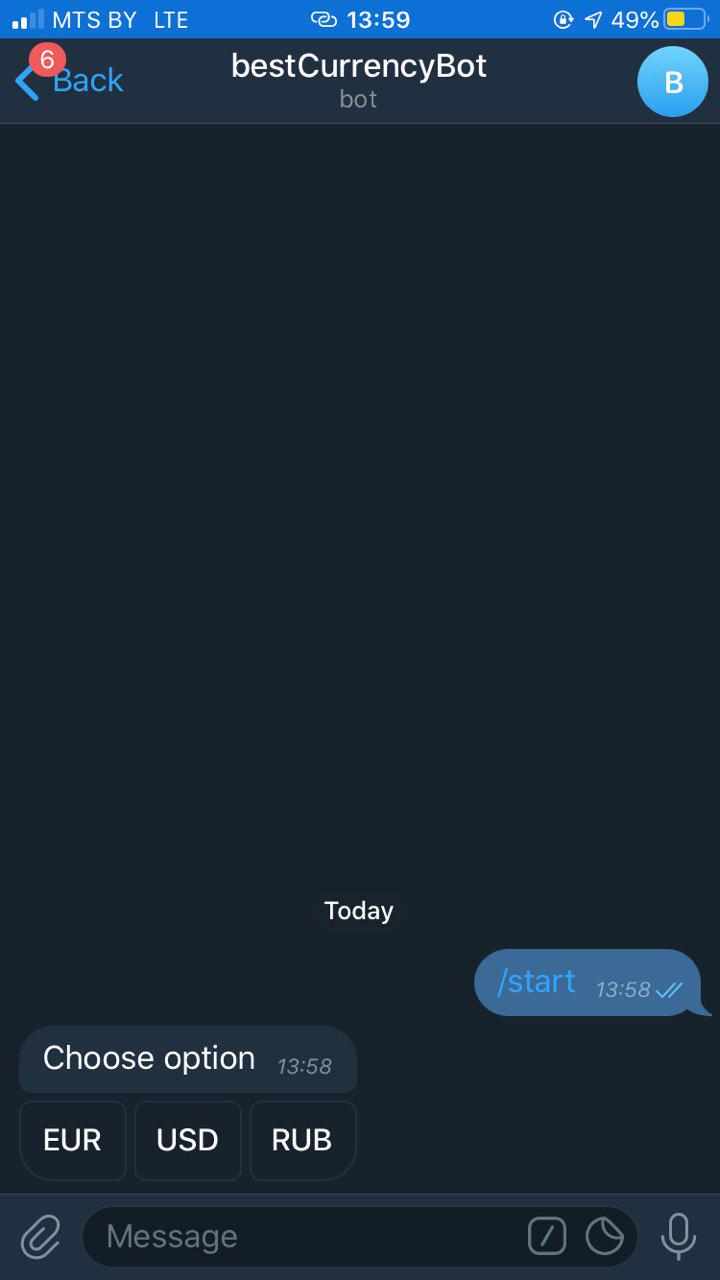 MTS BY LTE 13:59 49%
6
Back
bestCurrencyBot
bot
B
Today
/start 13:58
Choose option 13:58
EUR USD RUB
Message